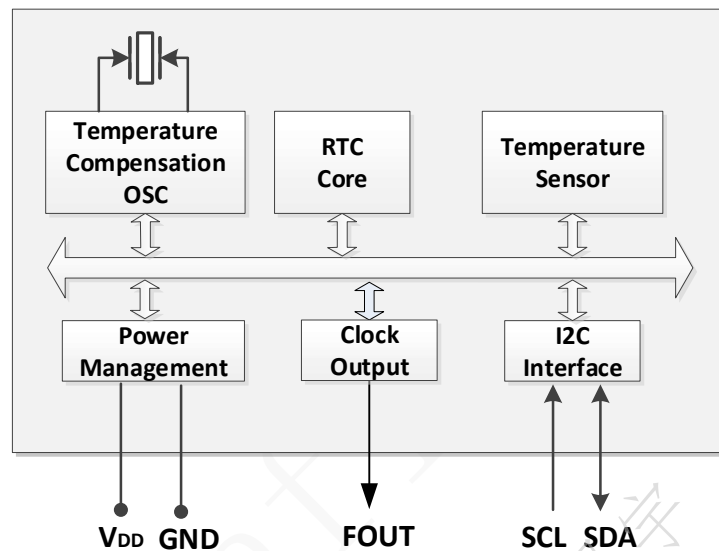 Temperature
Compensation
OSC
RTC
Core
Temperature
Sensor
Power
Management
Clock
Output
I2C
Interface
VDD GND FOUT SCL SDA